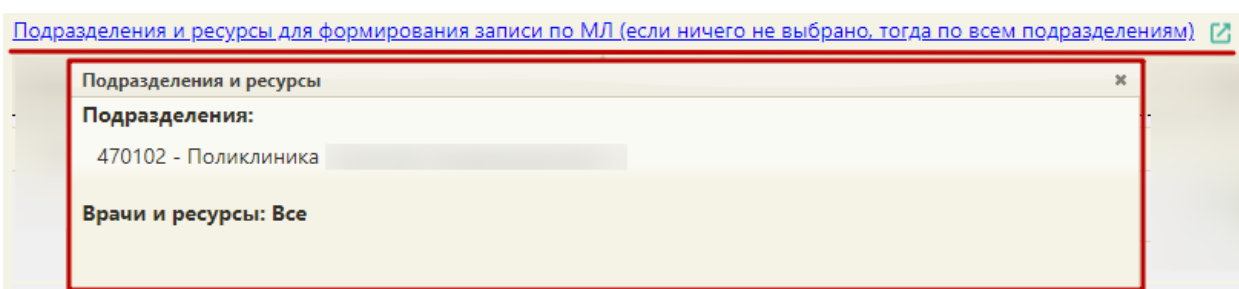 Подразделения и ресурсы для формирования записи по МЛ (если ничего не выбрано, тогда по всем подразделениям)
Подразделения и ресурсы
Подразделения:
470102 - Поликлиника
Врачи и ресурсы: Все